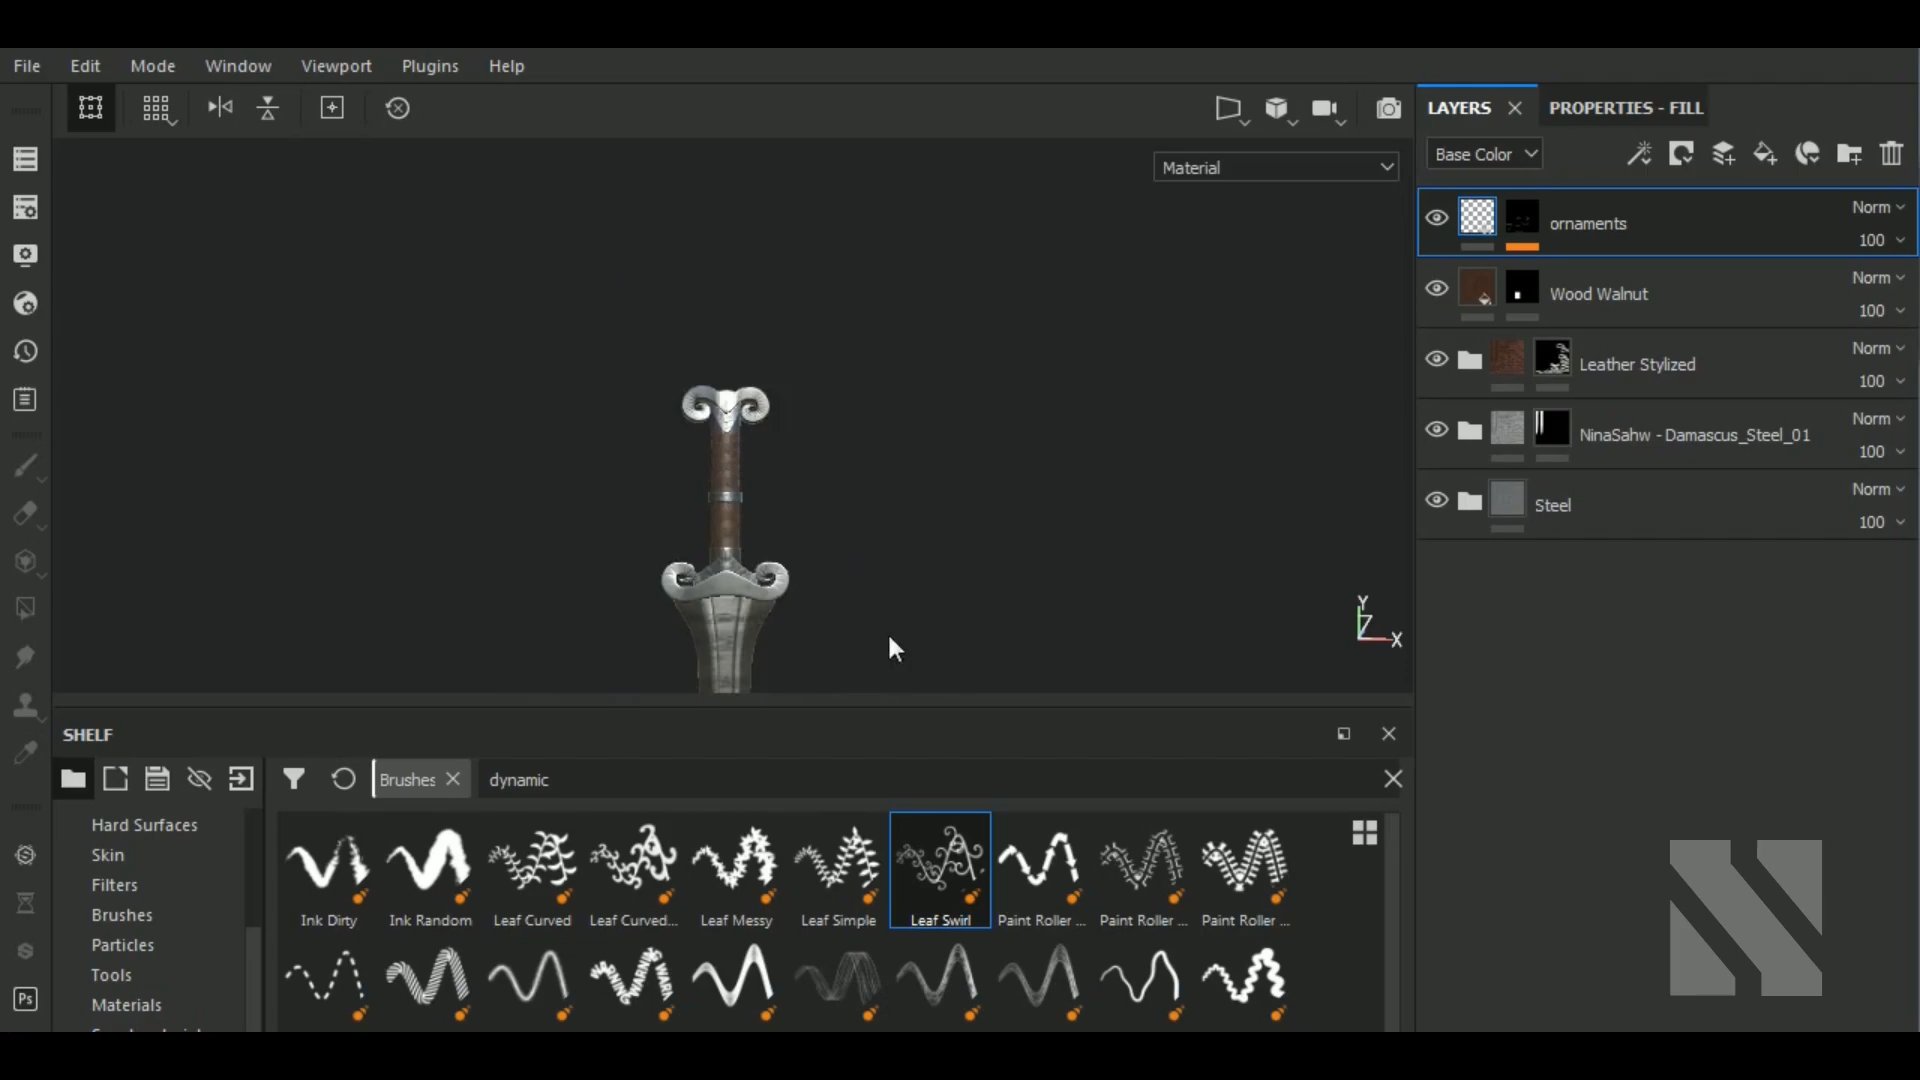 File Edit Mode Window Viewport Plugins Help
LAYERS PROPERTIES - FILL
Base Color
Material
ornaments Norm 100
Wood Walnut Norm 100
Leather Stylized Norm 100
NinaSahw - Damascus_Steel_01 Norm 100
Steel Norm 100
Y
Z
X
SHELF
Brushes dynamic
Hard Surfaces
Skin
Filters
Brushes
Particles
Tools
Materials
Ink Dirty Ink Random Leaf Curved Leaf Curved... Leaf Messy Leaf Simple Leaf Swirl Paint Roller ... Paint Roller ... Paint Roller ...
Ps